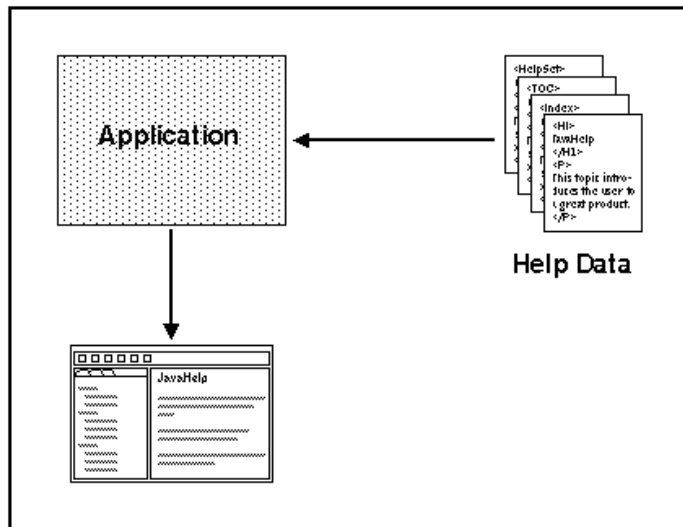 Application
<HelpSet>
<TOC>
<Index>
<H1>
JavaHelp
</H1>
<P>
This topic intro-
duces the user to
a great product.
</P>
Help Data
JavaHelp